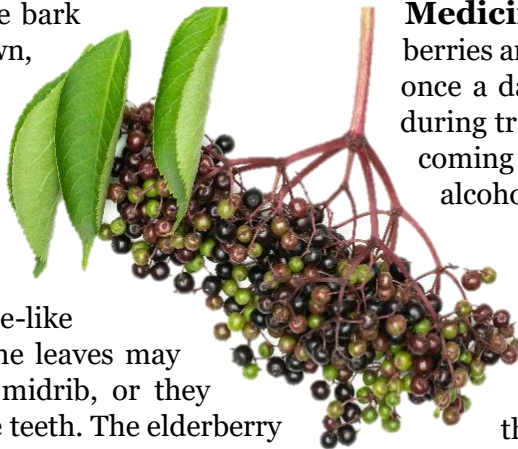 e bark
wn,
e-like
he leaves may
midrib, or they
e teeth. The elderberry
Medicin
berries ar
once a da
during tr
coming
alcoho
th